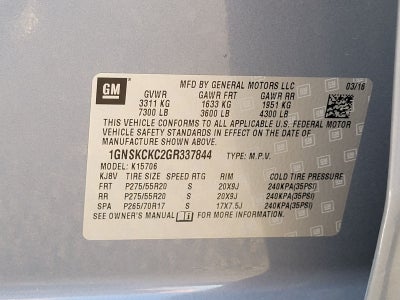 GM
MFD BY GENERAL MOTORS LLC 03/16
GVWR GAWR FRT GAWR RR
3311 KG 1633 KG 1951 KG
7300 LB 3600 LB 4300 LB
THIS VEHICLE CONFORMS TO ALL APPLICABLE U.S. FEDERAL MOTOR
VEHICLE SAFETY STANDARDS IN EFFECT ON THE DATE OF
MANUFACTURE SHOWN ABOVE.
1GNSKCKC2GR337844 TYPE: M.P.V.
MODEL: K15706
KJ8V TIRE SIZE SPEED RTG RIM COLD TIRE PRESSURE
FRT P275/55R20 S 20X9J 240KPA(35PSI)
RR P275/55R20 S 20X9J 240KPA(35PSI)
SPA P265/70R17 S 17X7.5J 240KPA(35PSI)
SEE OWNER'S MANUAL FOR MORE INFORMATION.